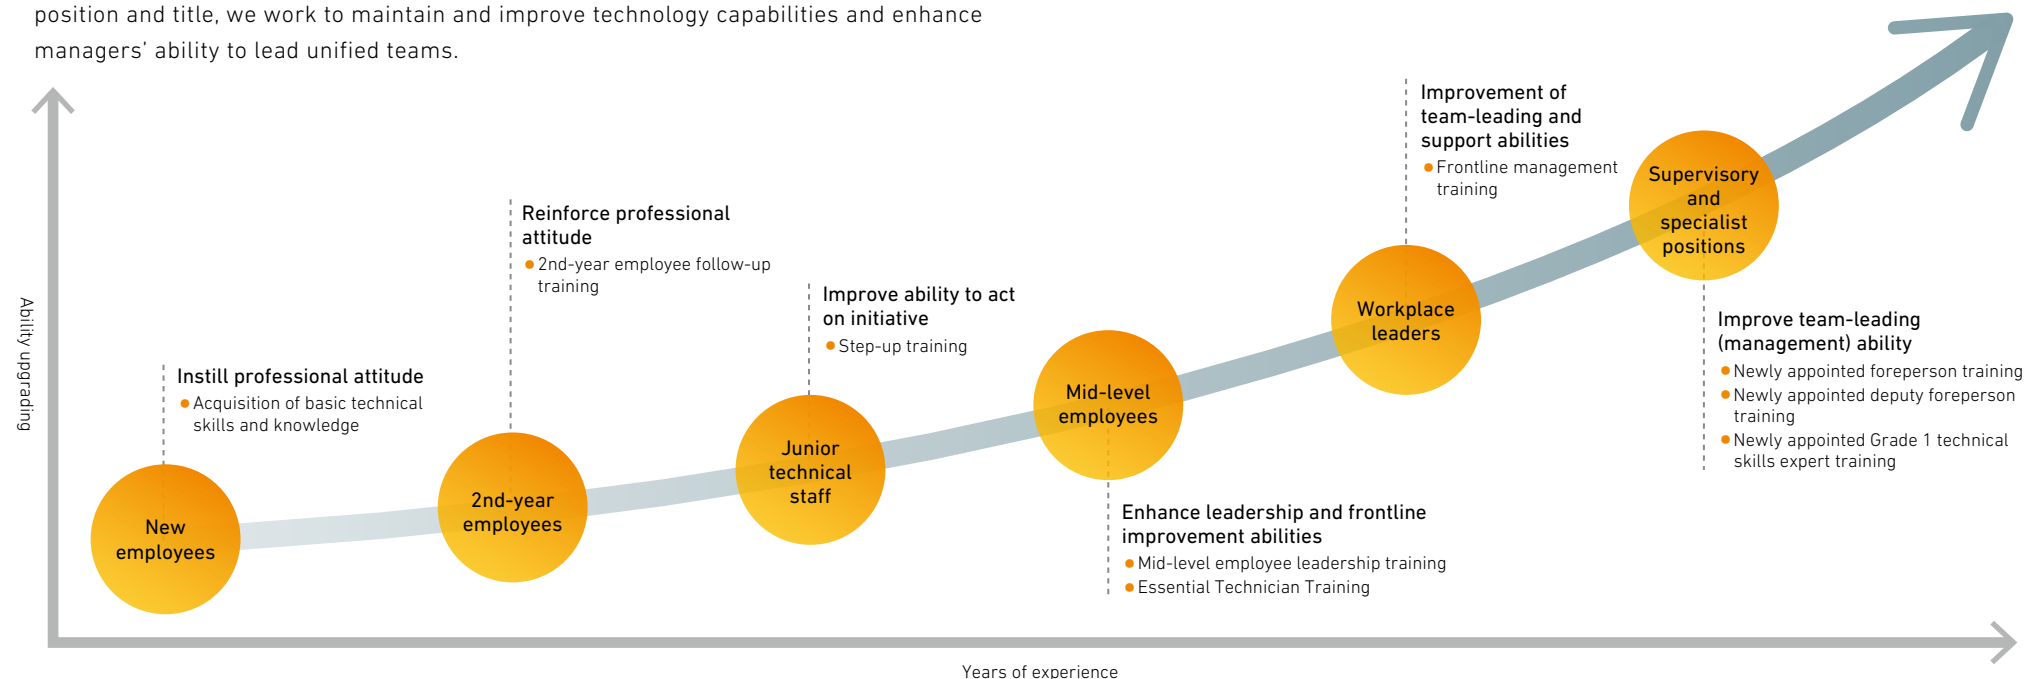 position and title, we work to maintain and improve technology capabilities and enhance
managers’ ability to lead unified teams.
Ability upgrading
New
employees
Instill professional attitude
● Acquisition of basic technical
skills and knowledge
2nd-year
employees
Reinforce professional
attitude
● 2nd-year employee follow-up
training
Junior
technical
staff
Improve ability to act
on initiative
● Step-up training
Mid-level
employees
Enhance leadership and frontline
improvement abilities
● Mid-level employee leadership training
● Essential Technician Training
Workplace
leaders
Improvement of
team-leading and
support abilities
● Frontline management
training
Supervisory
and
specialist
positions
Improve team-leading
(management) ability
● Newly appointed foreperson training
● Newly appointed deputy foreperson
training
● Newly appointed Grade 1 technical
skills expert training
Years of experience